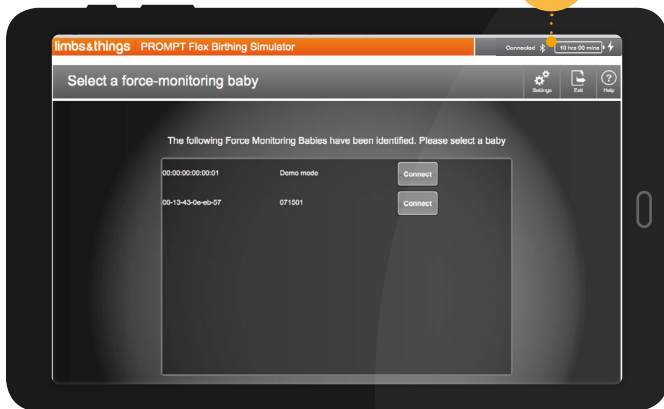 limbs&things PROMPT Flex Birthing Simulator
Connected 10 hrs 00 mins
Select a force-monitoring baby
Settings Exit Help
The following Force Monitoring Babies have been identified. Please select a baby
00:00:00:00:00:01 Demo mode Connect
00-13-43-0e-eb-57 071501 Connect